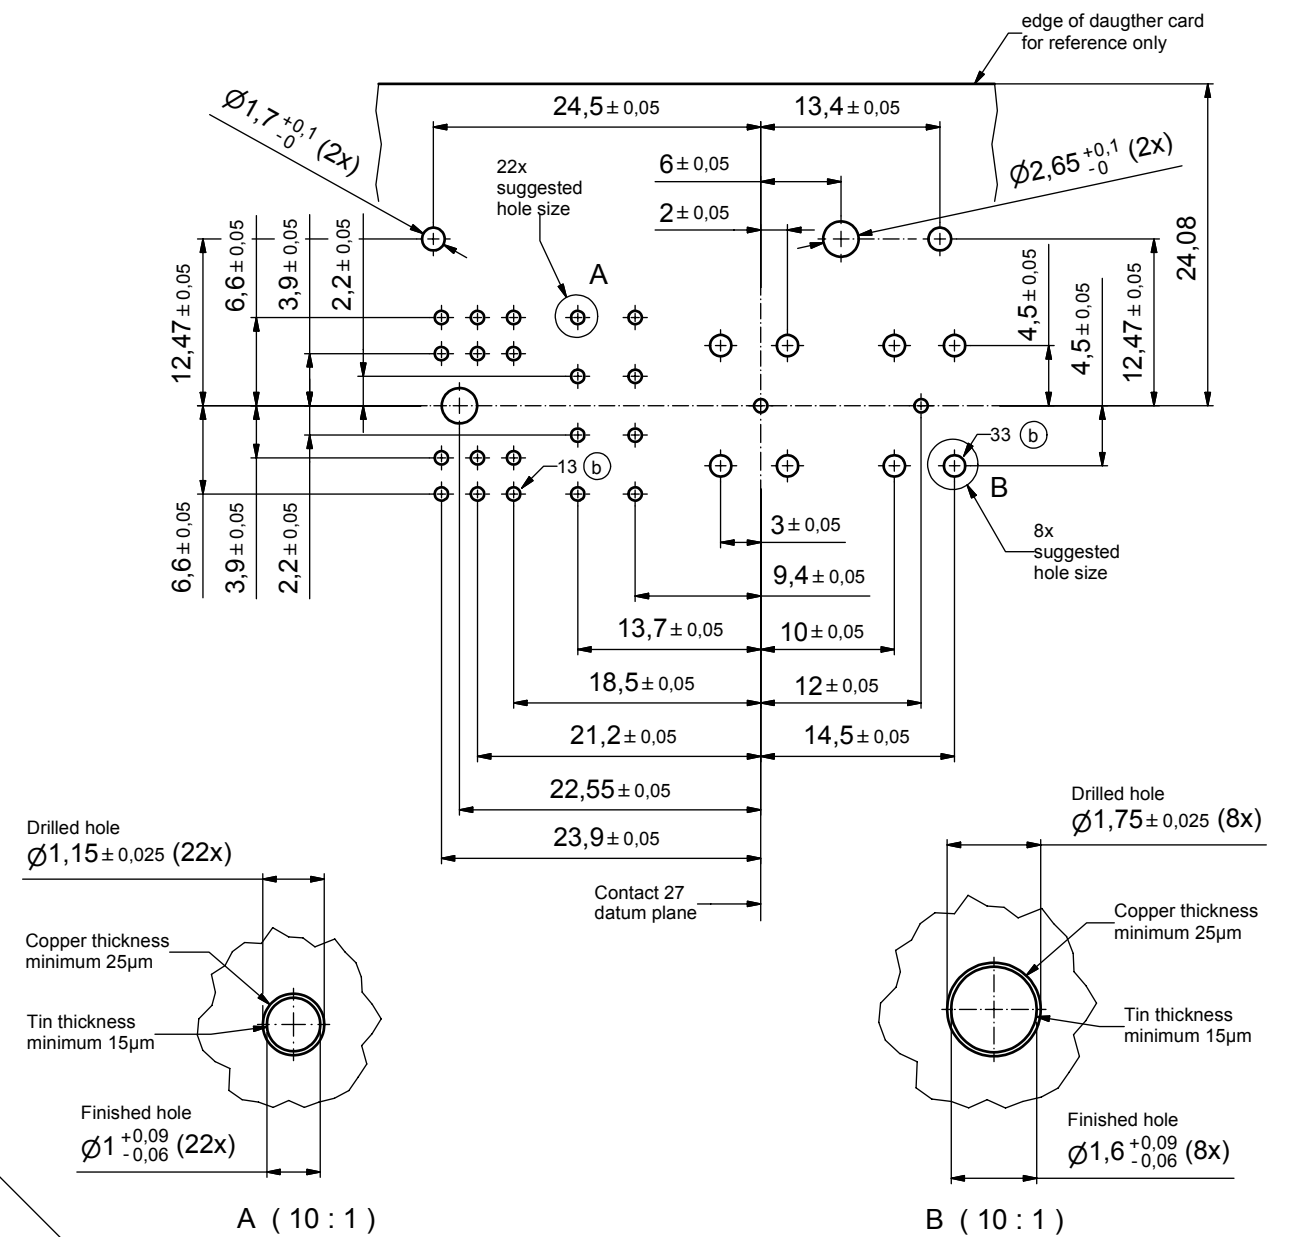 edge of daugther card
for reference only
24,5 ± 0,05
13,4 ± 0,05
Ø1,7 +0,1 -0 (2x)
22x
suggested
hole size
6 ± 0,05
2 ± 0,05
Ø2,65 +0,1 -0 (2x)
24,08
12,47 ± 0,05
6,6 ± 0,05
3,9 ± 0,05
2,2 ± 0,05
A
4,5 ± 0,05
4,5 ± 0,05
12,47 ± 0,05
33 b
13 b
B
8x
suggested
hole size
6,6 ± 0,05
3,9 ± 0,05
2,2 ± 0,05
3 ± 0,05
9,4 ± 0,05
13,7 ± 0,05
10 ± 0,05
18,5 ± 0,05
12 ± 0,05
21,2 ± 0,05
14,5 ± 0,05
22,55 ± 0,05
23,9 ± 0,05
Contact 27
datum plane
Drilled hole
Ø1,15 ± 0,025 (22x)
Copper thickness
minimum 25µm
Tin thickness
minimum 15µm
Finished hole
Ø1 +0,09 -0,06 (22x)
A ( 10 : 1 )
Drilled hole
Ø1,75 ± 0,025 (8x)
Copper thickness
minimum 25µm
Tin thickness
minimum 15µm
Finished hole
Ø1,6 +0,09 -0,06 (8x)
B ( 10 : 1 )